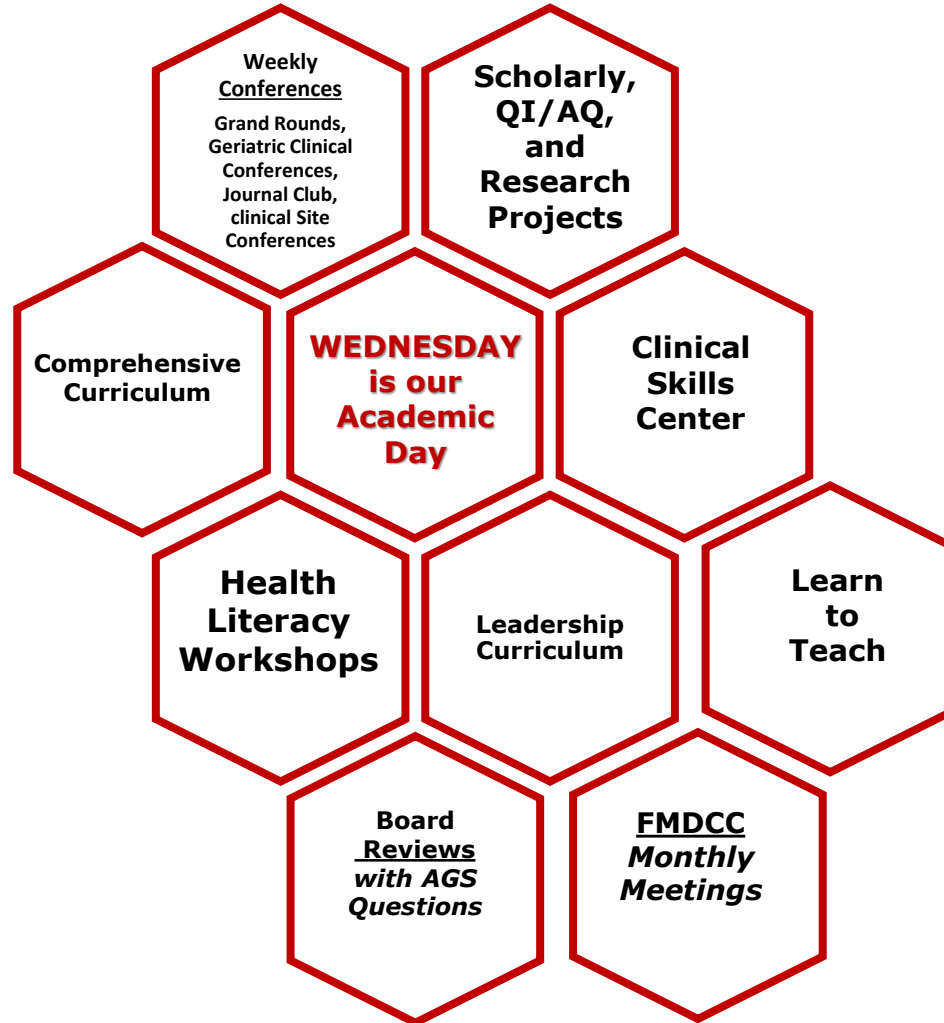 Weekly
Conferences
Grand Rounds,
Geriatric Clinical
Conferences,
Journal Club,
clinical Site
Conferences
Scholarly,
QI/AQ,
and
Research
Projects
Comprehensive
Curriculum
WEDNESDAY
is our
Academic
Day
Clinical
Skills
Center
Health
Literacy
Workshops
Leadership
Curriculum
Learn
to
Teach
Board
Reviews
with AGS
Questions
FMDCC
Monthly
Meetings